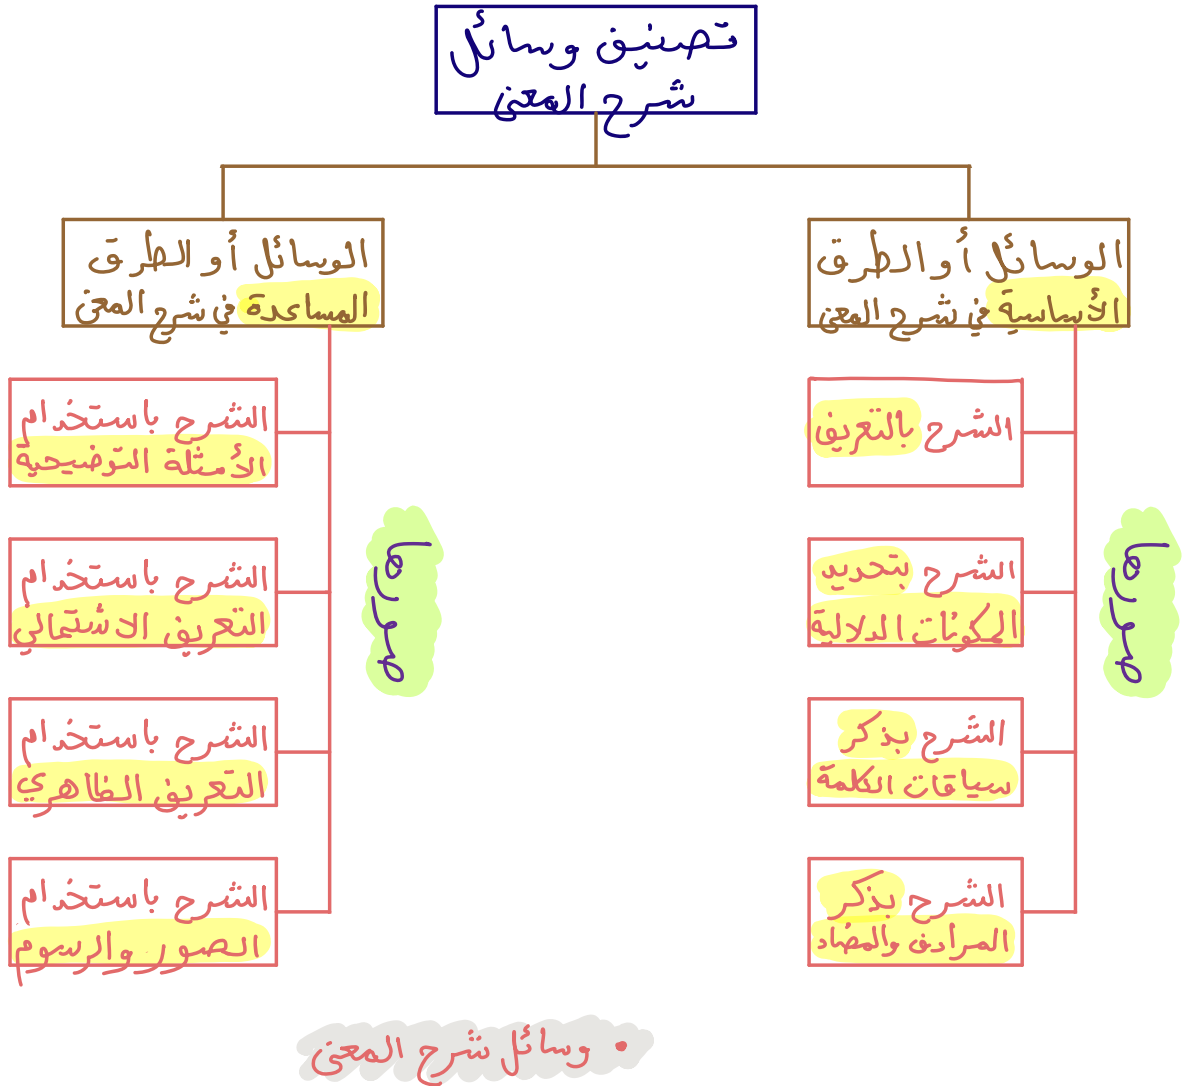 تصنيف وسائل
شرح المعنى
الوسائل أو الطرق
الأساسية في شرح المعنى
صورها
الشرح بالتعريف
الشرح بتحديد
المكونات الدلالية
الشرح بذكر
سياقات الكلمة
الشرح بذكر
المرادف والمضاد
الوسائل أو الطرق
المساعدة في شرح المعنى
صورها
الشرح باستخدام
الأمثلة التوضيحية
الشرح باستخدام
التعريف الاشتمالي
الشرح باستخدام
التعريف الظاهري
الشرح باستخدام
الصور والرسوم
• وسائل شرح المعنى